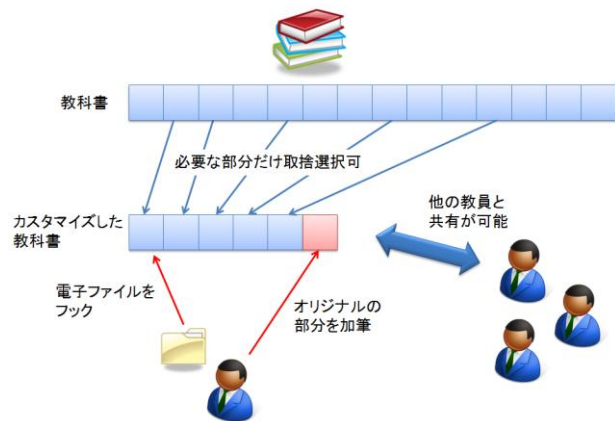 教科書
必要な部分だけ取捨選択可
カスタマイズした
教科書
他の教員と
共有が可能
電子ファイルを
フック
オリジナルの
部分を加筆